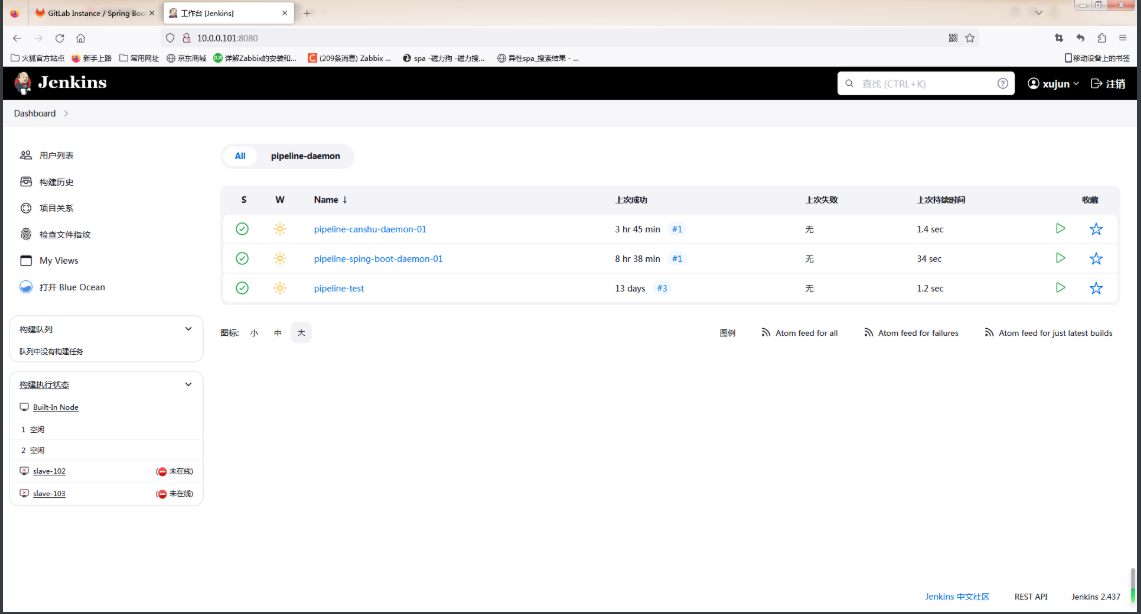 GitLab Instance / Spring Boot
工作台 [Jenkins]
10.0.0.101:8080
火狐官方站点 新手上路 常用网址 京东商城 详解Zabbix的安装和... (209条消息) Zabbix ... spa -磁力狗 -磁力搜... 异性spa_搜索结果 - ... 移动设备上的书签
Jenkins
查找 (CTRL+K)
xujun
注销
Dashboard
用户列表
构建历史
项目关系
检查文件指纹
My Views
打开 Blue Ocean
构建队列
队列中没有构建任务
构建执行状态
Built-In Node
1 空闲
2 空闲
slave-102 (未在线)
slave-103 (未在线)
All pipeline-daemon
S W Name ↓ 上次成功 上次失败 上次持续时间 收藏
pipeline-canshu-daemon-01 3 hr 45 min #1 无 1.4 sec
pipeline-sping-boot-daemon-01 8 hr 38 min #1 无 34 sec
pipeline-test 13 days #3 无 1.2 sec
图标: 小 中 大
图例 Atom feed for all Atom feed for failures Atom feed for just latest builds
Jenkins 中文社区 REST API Jenkins 2.437